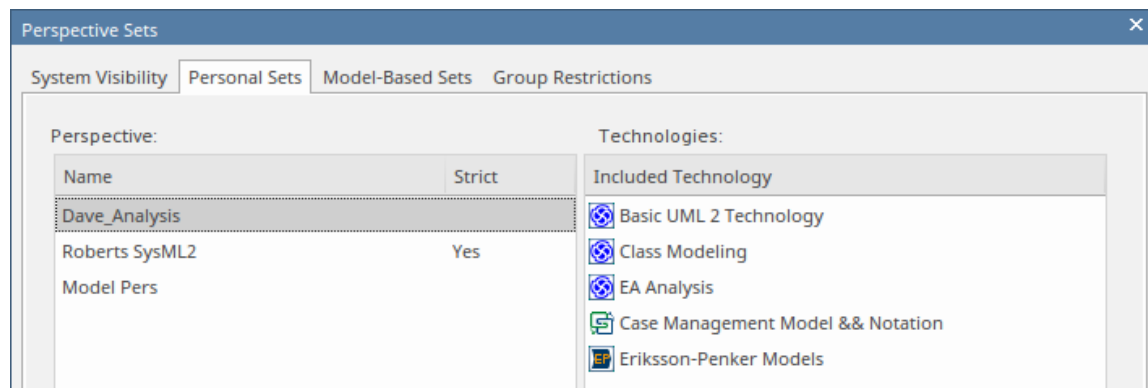 Perspective Sets
System Visibility Personal Sets Model-Based Sets Group Restrictions
Perspective: Technologies:
Name Strict Included Technology
Dave_Analysis Basic UML 2 Technology
Roberts SysML2 Yes Class Modeling
Model Pers EA Analysis
Case Management Model && Notation
EP Eriksson-Penker Models